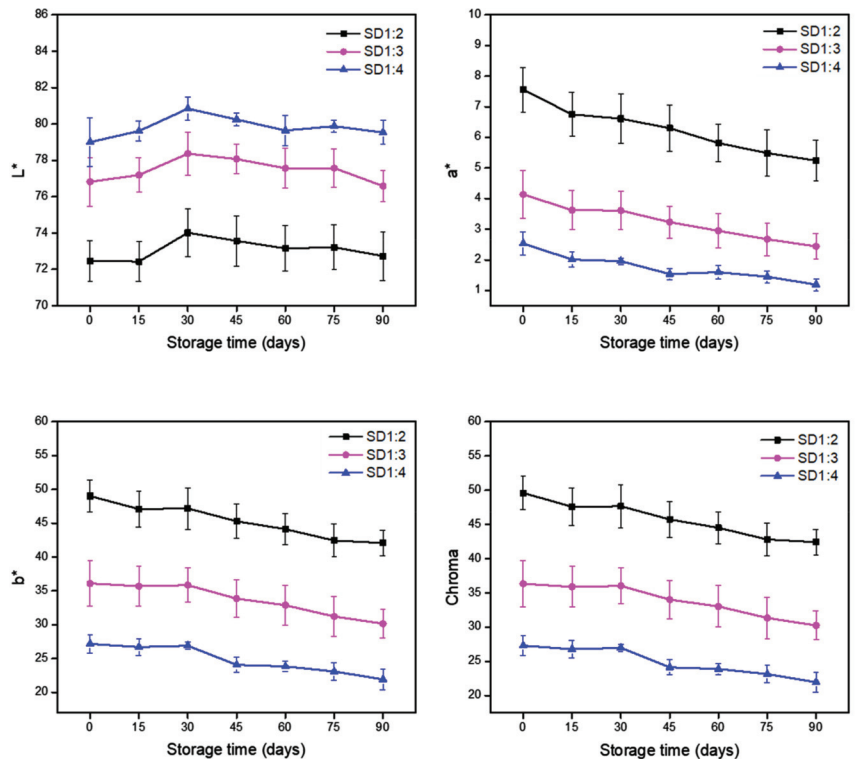 86
84
82
80
78
76
74
72
70
L*
SD1:2
SD1:3
SD1:4
0 15 30 45 60 75 90
Storage time (days)
9
8
7
6
5
4
3
2
1
a*
SD1:2
SD1:3
SD1:4
0 15 30 45 60 75 90
Storage time (days)
60
55
50
45
40
35
30
25
20
b*
SD1:2
SD1:3
SD1:4
0 15 30 45 60 75 90
Storage time (days)
60
55
50
45
40
35
30
25
20
Chroma
SD1:2
SD1:3
SD1:4
0 15 30 45 60 75 90
Storage time (days)